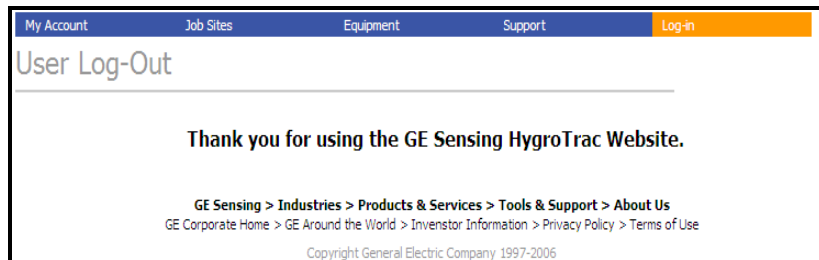 My Account Job Sites Equipment Support Log-in
User Log-Out
Thank you for using the GE Sensing HygroTrac Website.
GE Sensing > Industries > Products & Services > Tools & Support > About Us
GE Corporate Home > GE Around the World > Invenstor Information > Privacy Policy > Terms of Use
Copyright General Electric Company 1997-2006